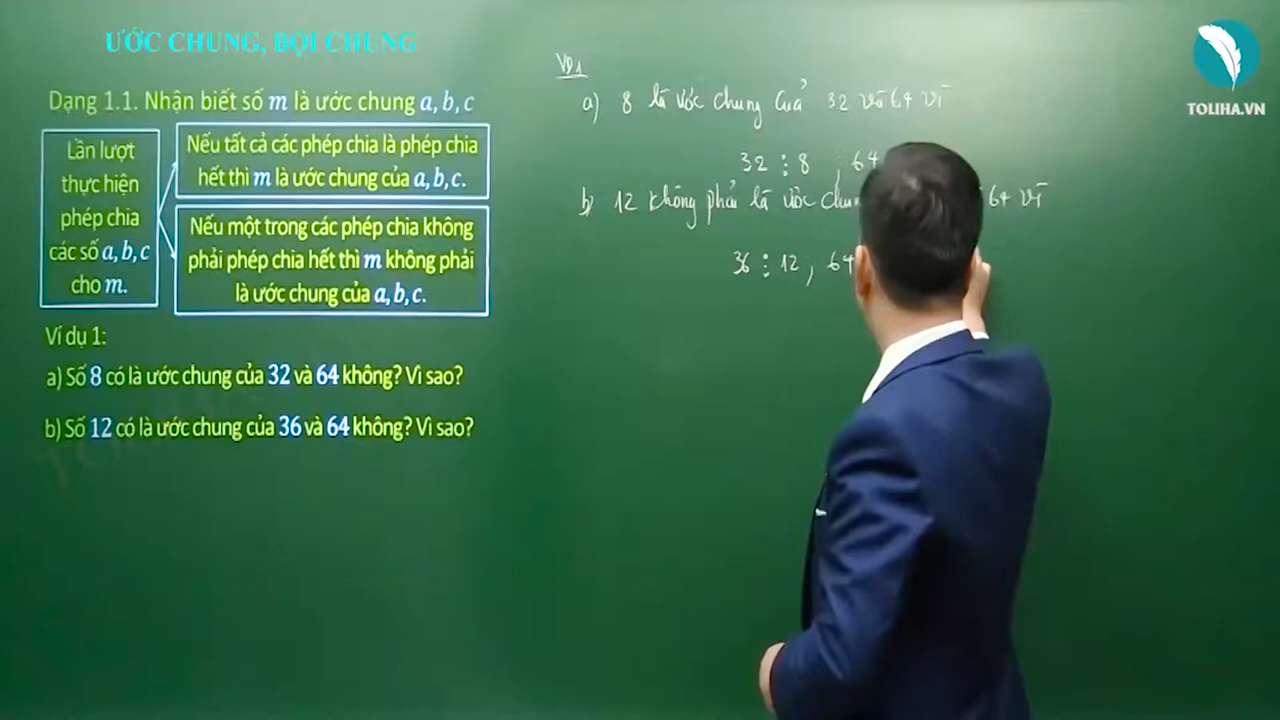 ƯỚC CHUNG, BỘI CHUNG
TOLIHA.VN
Dạng 1.1. Nhận biết số m là ước chung a, b, c
Lần lượt
thực hiện
phép chia
các số a, b, c
cho m.
Nếu tất cả các phép chia là phép chia
hết thì m là ước chung của a, b, c.
Nếu một trong các phép chia không
phải phép chia hết thì m không phải
là ước chung của a, b, c.
Ví dụ 1:
a) Số 8 có là ước chung của 32 và 64 không? Vì sao?
b) Số 12 có là ước chung của 36 và 64 không? Vì sao?
VD1
a) 8 là ước chung của 32 và 64 vì
32 ⋮ 8 , 64
b) 12 không phải là ước 64 vì
36 ⋮ 12, 64